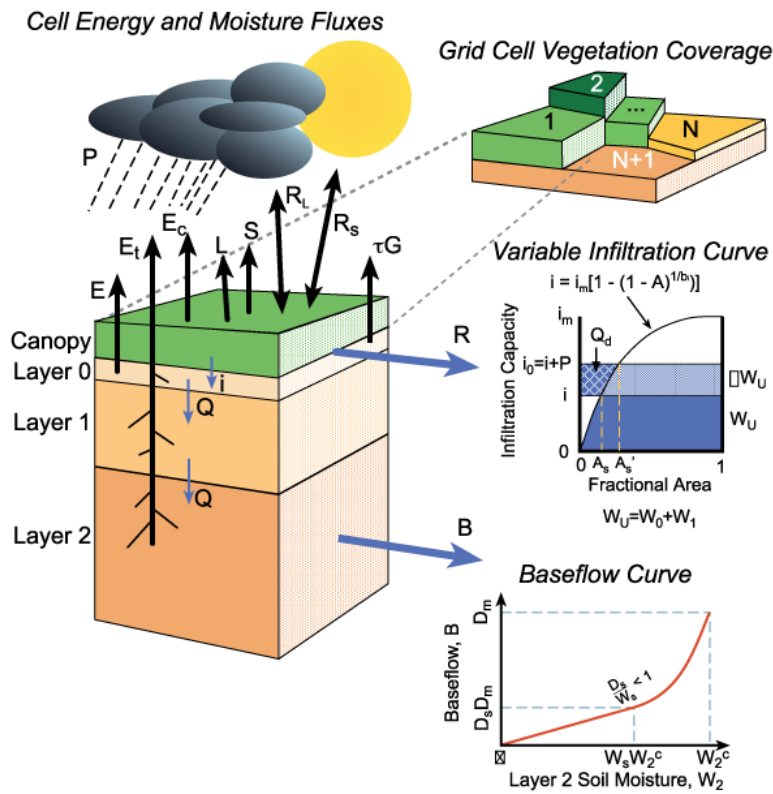 Cell Energy and Moisture Fluxes
Grid Cell Vegetation Coverage
1
2
...
N
N+1
P
E
Et
Ec
L
S
RL
Rs
τG
Canopy
Layer 0
Layer 1
Layer 2
i
Q
Q
R
B
Variable Infiltration Curve
i = im[1 - (1 - A)^1/b)]
Infiltration Capacity
im
i0=i+P
i
0
Qd
▯WU
WU
0 As As' 1
Fractional Area
WU=W0+W1
Baseflow Curve
Baseflow, B
Dm
DsDm
Ds/Ws < 1
WsW2^c W2^c
Layer 2 Soil Moisture, W2